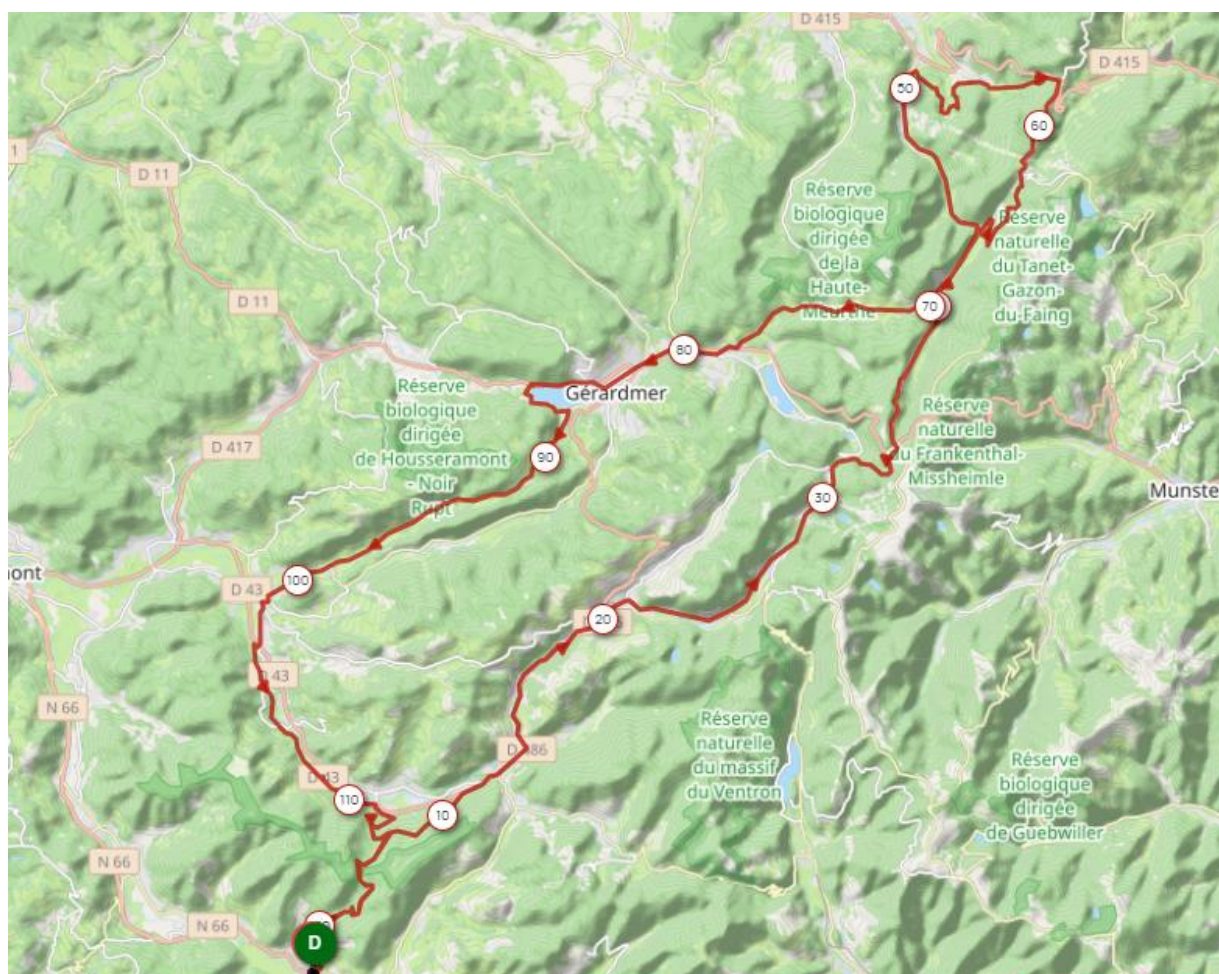 D 415
D 415
50
60
1
D 11
Réserve
biologique
dirigée
de la
Haute-
Meurthe
Réserve
naturelle
du Tanet-
Gazon-
du-Faing
D 11
70
80
Gérardmer
Réserve
biologique
dirigée
de Housseramont
- Noir
Rupt
Réserve
naturelle
du Frankenthal-
Missheimle
D 417
90
30
Munste
mont
D 43
100
20
D 43
N 66
Réserve
naturelle
du massif
du Ventron
D 486
Réserve
biologique
dirigée
de Guebwiller
D 43
110
10
N 66
N 66
D